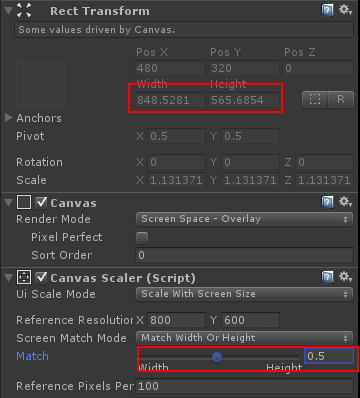 Rect Transform
Some values driven by Canvas.
Pos X Pos Y Pos Z
480 320 0
Width Height
848.5281 565.6854 R
Anchors
Pivot X 0.5 Y 0.5
Rotation X 0 Y 0 Z 0
Scale X 1.131371 Y 1.131371 Z 1.131371
Canvas
Render Mode Screen Space - Overlay
Pixel Perfect
Sort Order 0
Canvas Scaler (Script)
Ui Scale Mode Scale With Screen Size
Reference Resolution X 800 Y 600
Screen Match Mode Match Width Or Height
Match 0.5
Width Height
Reference Pixels Per 100